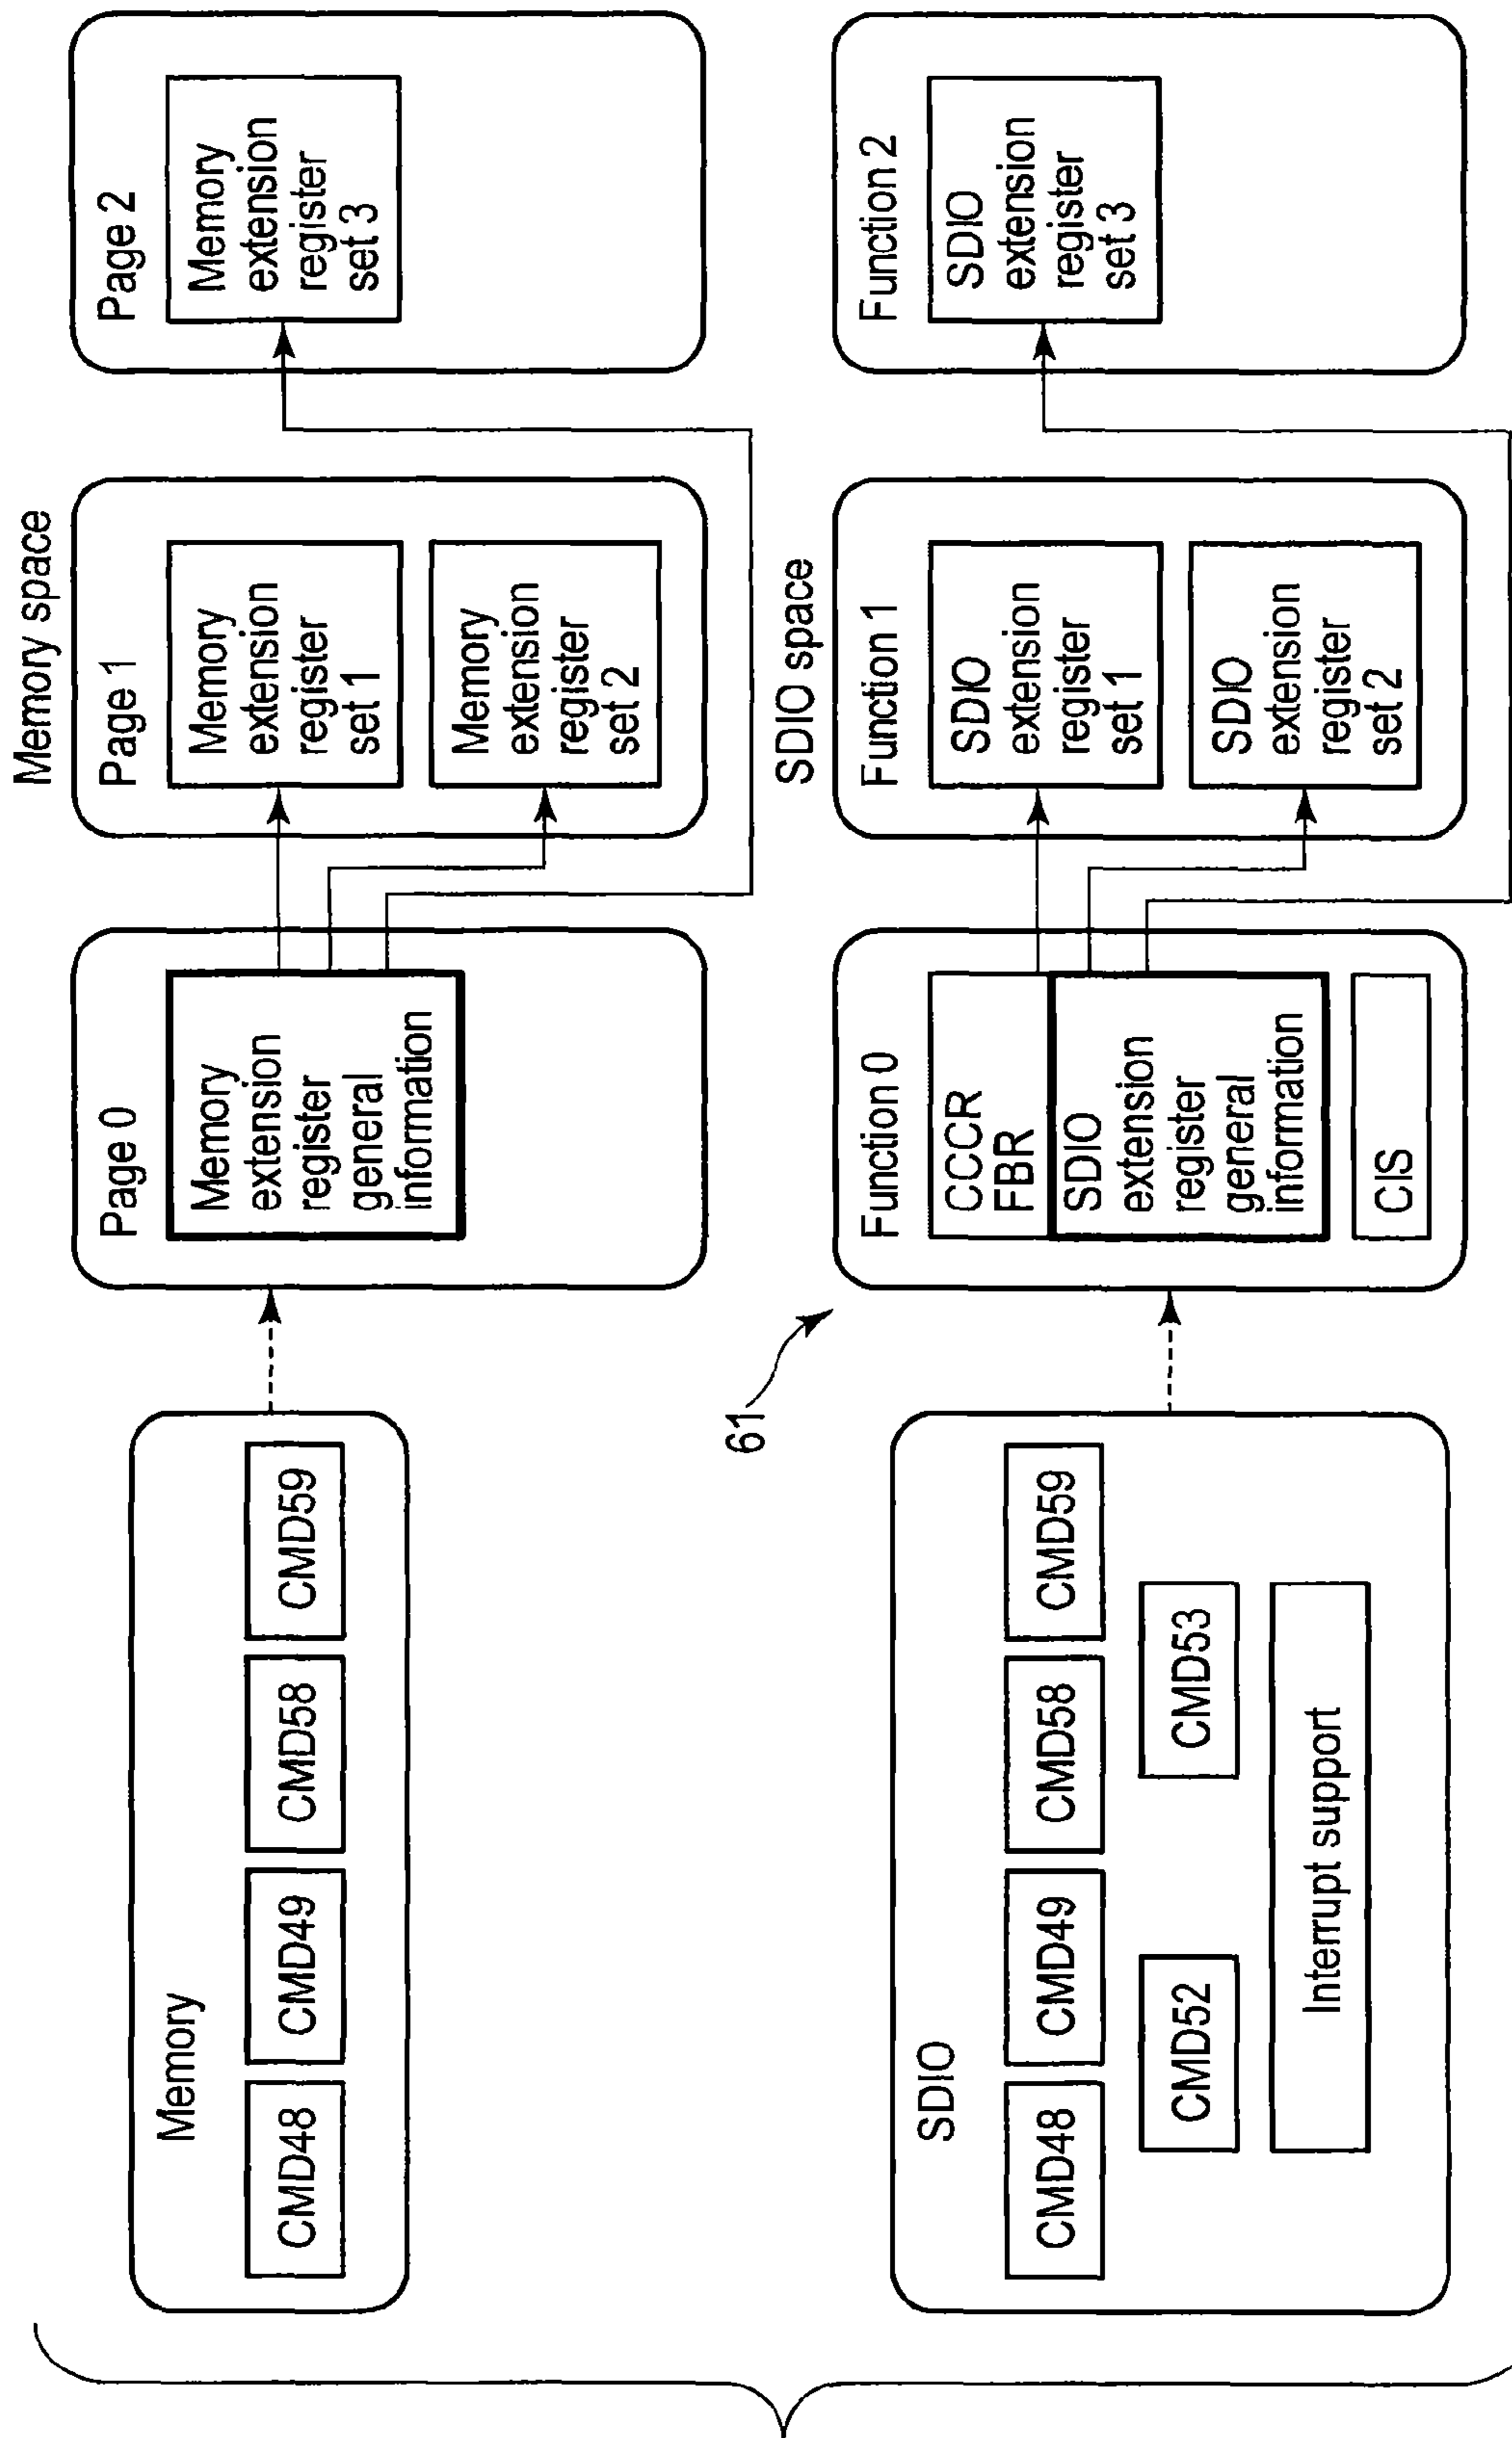 Memory
CMD48
CMD49
CMD58
CMD59
Memory space
Page 0
Memory
extension
register
general
information
Page 1
Memory
extension
register
set 1
Memory
extension
register
set 2
Page 2
Memory
extension
register
set 3
SDIO
CMD48
CMD49
CMD58
CMD59
CMD52
CMD53
Interrupt support
61
SDIO space
Function 0
CCCR
FBR
SDIO
extension
register
general
information
CIS
Function 1
SDIO
extension
register
set 1
SDIO
extension
register
set 2
Function 2
SDIO
extension
register
set 3